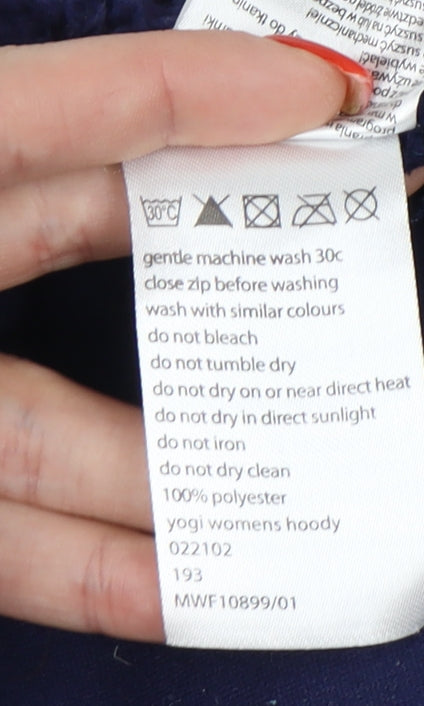 30°C
gentle machine wash 30c
close zip before washing
wash with similar colours
do not bleach
do not tumble dry
do not dry on or near direct heat
do not dry in direct sunlight
do not iron
do not dry clean
100% polyester
yogi womens hoody
022102
193
MWF10899/01